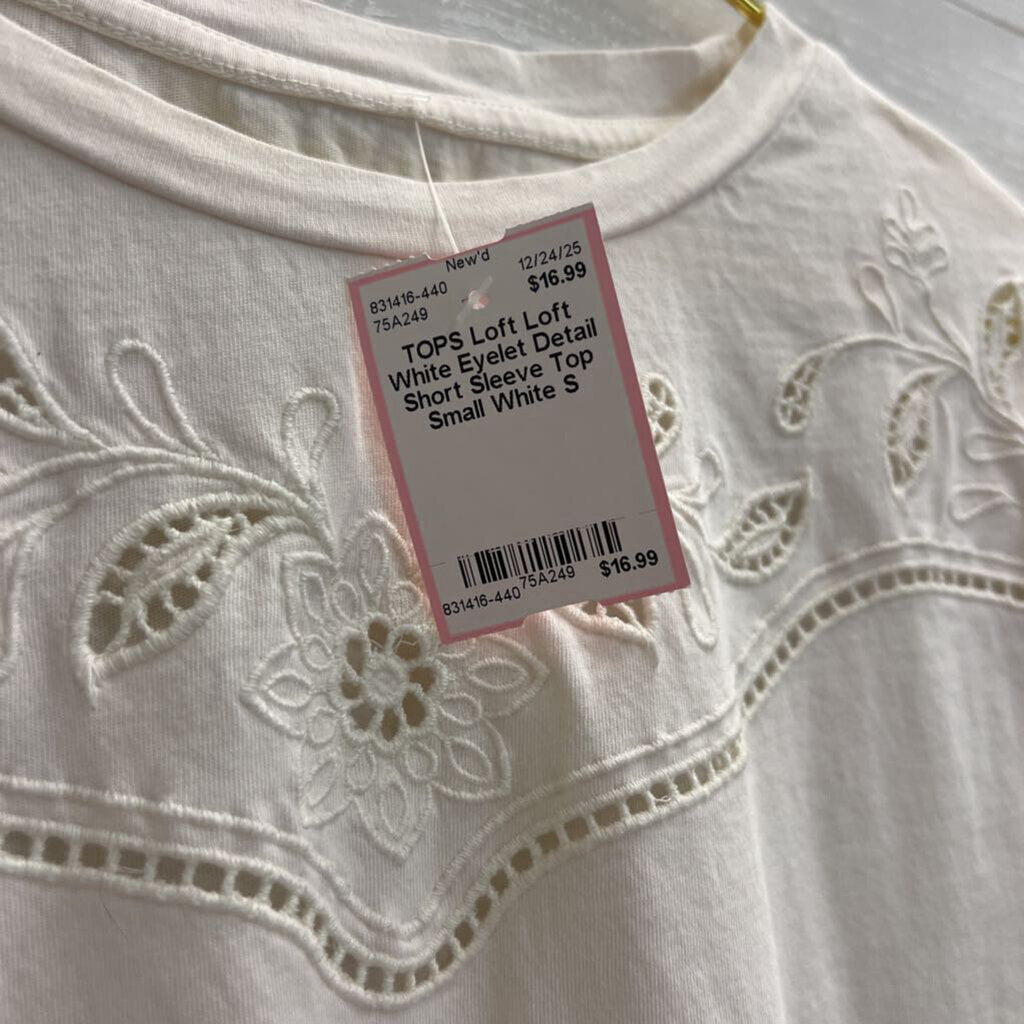 New'd
831416-440 12/24/25
75A249 $16.99
TOPS Loft Loft
White Eyelet Detail
Short Sleeve Top
Small White S
831416-440 75A249 $16.99